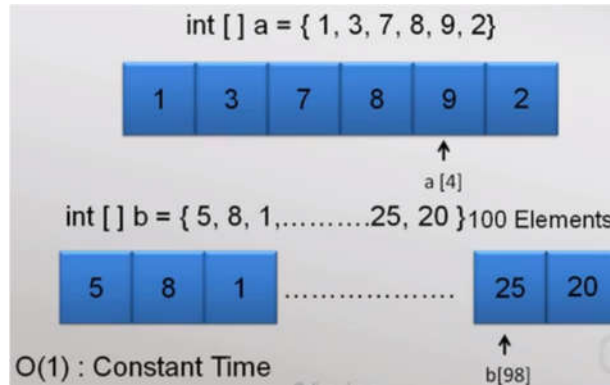 int [ ] a = { 1, 3, 7, 8, 9, 2}
1 3 7 8 9 2
a [4]
int [ ] b = { 5, 8, 1,..........25, 20 } 100 Elements
5 8 1 ................... 25 20
O(1) : Constant Time
b[98]